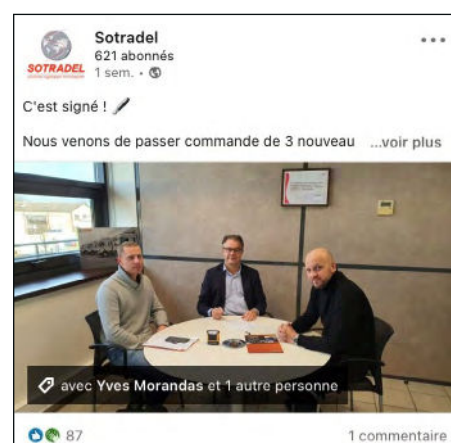 Sotradel
621 abonnés
SOTRADEL
1 sem. •
C'est signé !
Nous venons de passer commande de 3 nouveau ...voir plus
avec Yves Morandas et 1 autre personne
87
1 commentaire